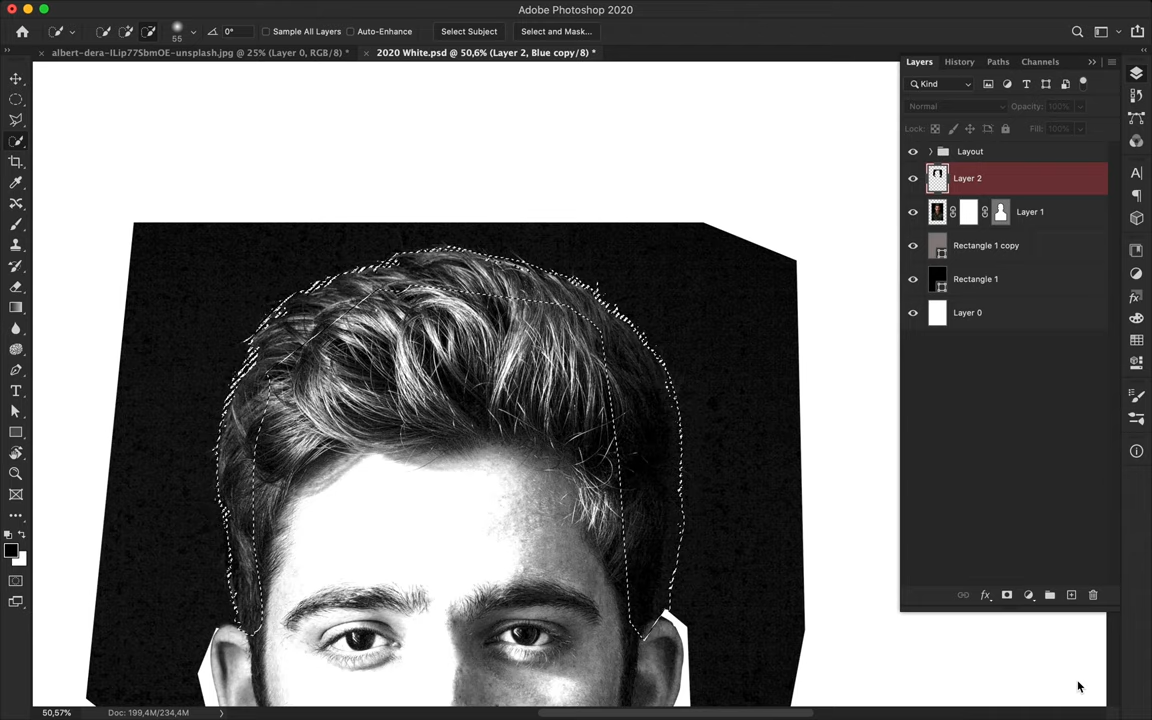 Adobe Photoshop 2020
55
0°
Sample All Layers
Auto-Enhance
Select Subject
Select and Mask...
albert-dera-ILip77SbmOE-unsplash.jpg @ 25% (Layer 0, RGB/8) *
2020 White.psd @ 50,6% (Layer 2, Blue copy/8) *
Layers
History
Paths
Channels
Kind
Normal
Opacity: 100%
Lock:
Fill: 100%
Layout
Layer 2
Layer 1
Rectangle 1 copy
Rectangle 1
Layer 0
50,57%
Doc: 199,4M/234,4M